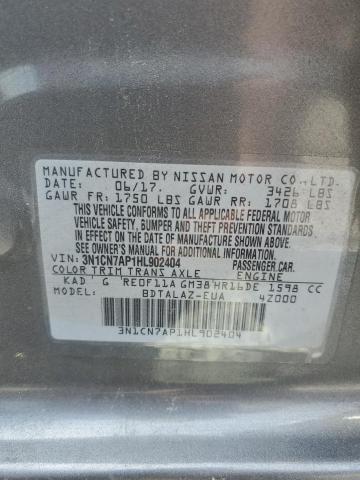 MANUFACTURED BY NISSAN MOTOR CO., LTD.
DATE: 06/17. GVWR: 3426 LBS
GAWR FR: 1750 LBS GAWR RR: 1708 LBS
THIS VEHICLE CONFORMS TO ALL APPLICABLE FEDERAL MOTOR
VEHICLE SAFETY, BUMPER AND THEFT PREVENTION STANDARDS
IN EFFECT ON THE DATE OF MANUFACTURE SHOWN ABOVE.
SEE OWNER'S MANUAL FOR ADDITIONAL INFORMATION.
VIN: 3N1CN7AP1HL902404 PASSENGER CAR
COLOR TRIM TRANS AXLE ENGINE
KAD G RE0F11A GM38 HR16DE 1598 CC
MODEL: BDTALAZ-EUA 4Z000
3N1CN7AP1HL902404